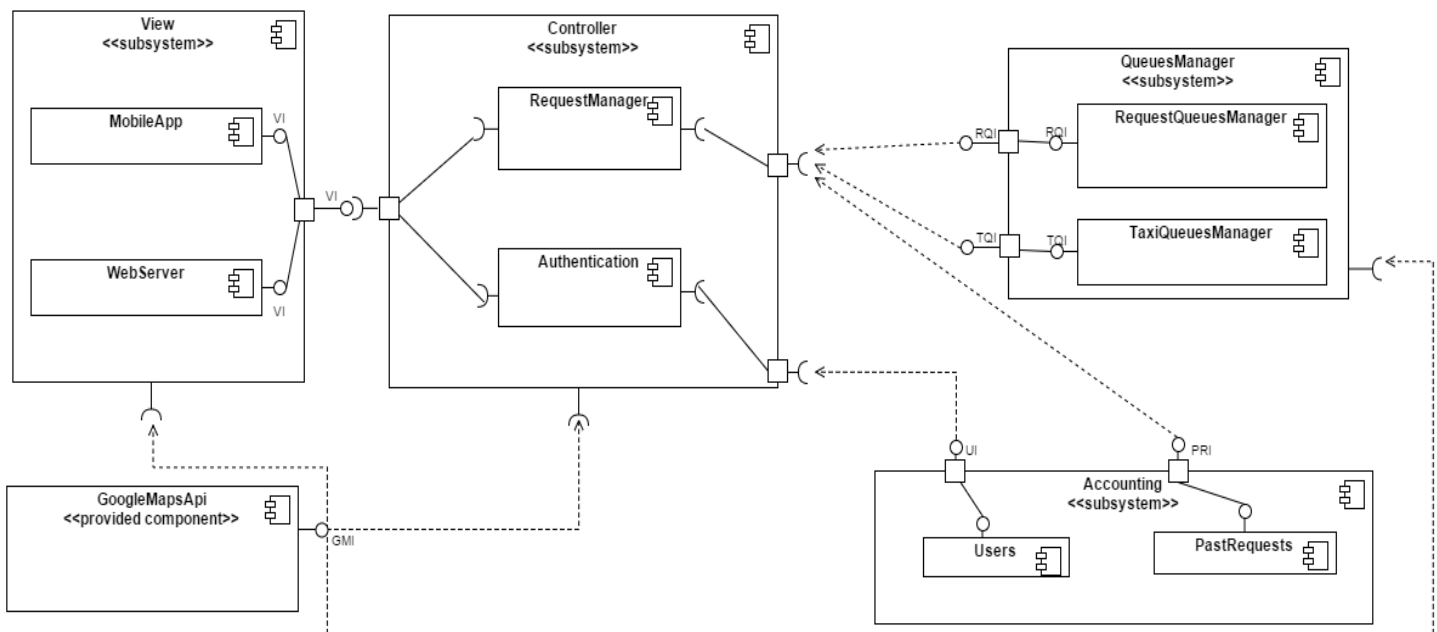 View
<<subsystem>>
MobileApp
VI
WebServer
VI
VI
Controller
<<subsystem>>
RequestManager
Authentication
QueuesManager
<<subsystem>>
RequestQueuesManager
RQI
RQI
TaxiQueuesManager
TQI
TQI
GoogleMapsApi
<<provided component>>
GMI
UI
PRI
Accounting
<<subsystem>>
Users
PastRequests